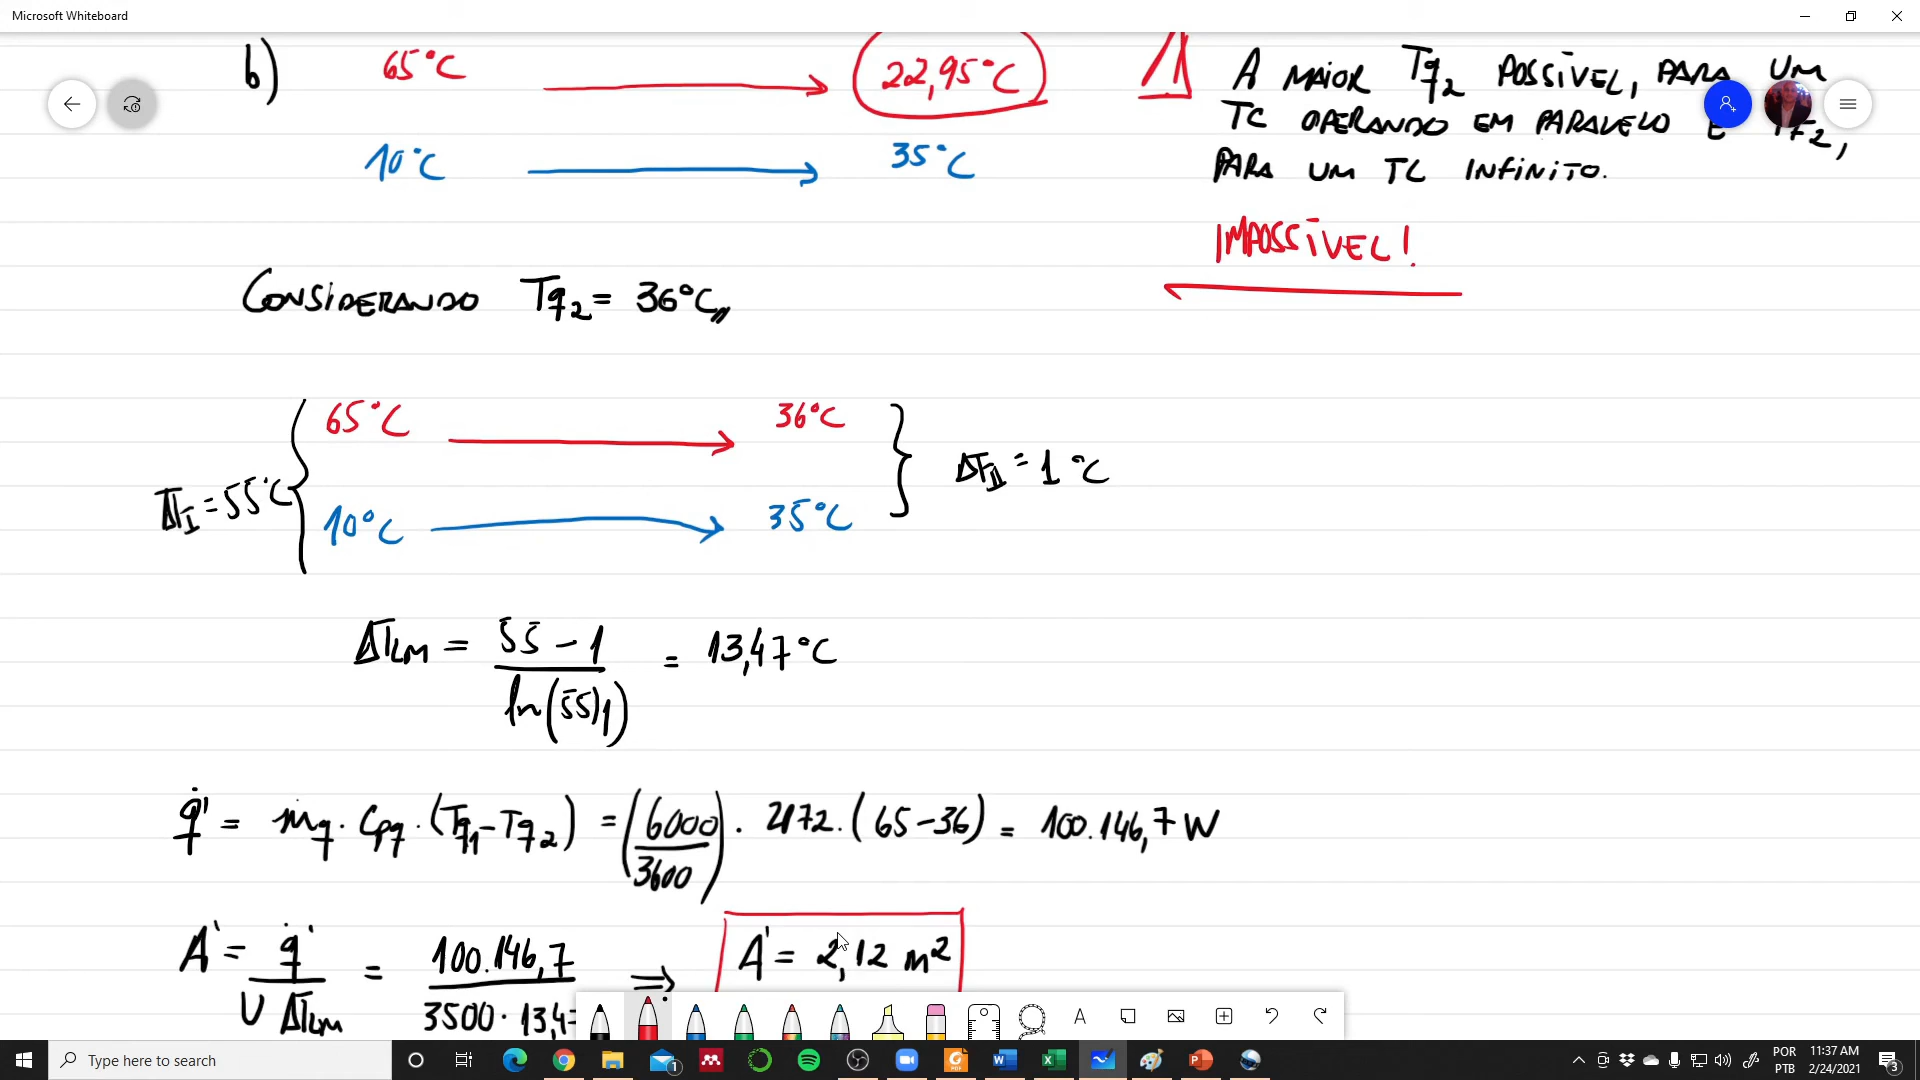 Microsoft Whiteboard
b) 65°C → 22,95°C
10°C → 35°C
⚠ A MAIOR Tq2 POSSÍVEL, PARA UM
TC OPERANDO EM PARALELO É TF2,
PARA UM TC INFINITO.
IMPOSSÍVEL!
CONSIDERANDO Tq2 = 36°C,,
ΔTI = 55°C { 65°C → 36°C } ΔTII = 1°C
10°C → 35°C
ΔTLM = 55 - 1 / ln(55/1) = 13,47°C
q̇' = ṁq · Cpq · (Tq1 - Tq2) = (6000/3600) · 2072 · (65-36) = 100.146,7 W
A' = q̇' / U ΔTLM = 100.146,7 / 3500 · 13,4 ⇒ A' = 2,12 m²
Type here to search
POR
PTB
11:37 AM
2/24/2021